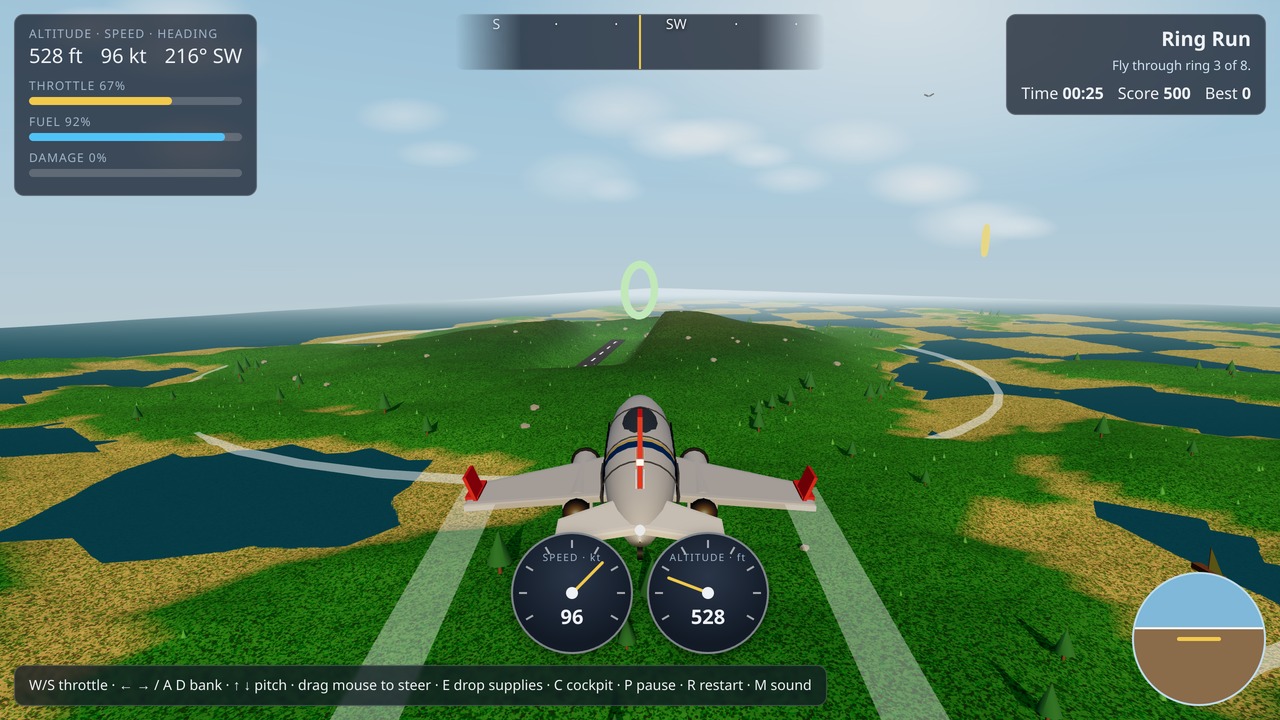 ALTITUDE · SPEED · HEADING
528 ft 96 kt 216° SW
THROTTLE 67%
FUEL 92%
DAMAGE 0%
S · · SW · ·
Ring Run
Fly through ring 3 of 8.
Time 00:25 Score 500 Best 0
SPEED · kt
96
ALTITUDE · ft
528
W/S throttle · ← → / A D bank · ↑ ↓ pitch · drag mouse to steer · E drop supplies · C cockpit · P pause · R restart · M sound